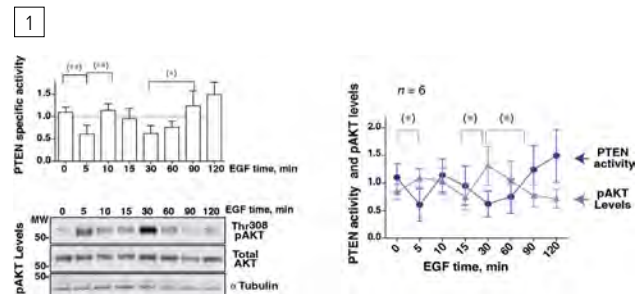 1
(**) (**) (*)
PTEN specific activity
1.5
1.0
0.5
0 5 10 15 30 60 90 120 EGF time, min
MW 0 5 10 15 30 60 90 120 EGF time, min
pAKT Levels
50- Thr308 pAKT
50- Total AKT
50- α Tubulin
n = 6
(*) (*) (*)
PTEN activity and pAKT levels
2.0
1.5
1.0
0.5
0.0
0 5 10 15 30 60 90 120
EGF time, min
PTEN activity
pAKT Levels